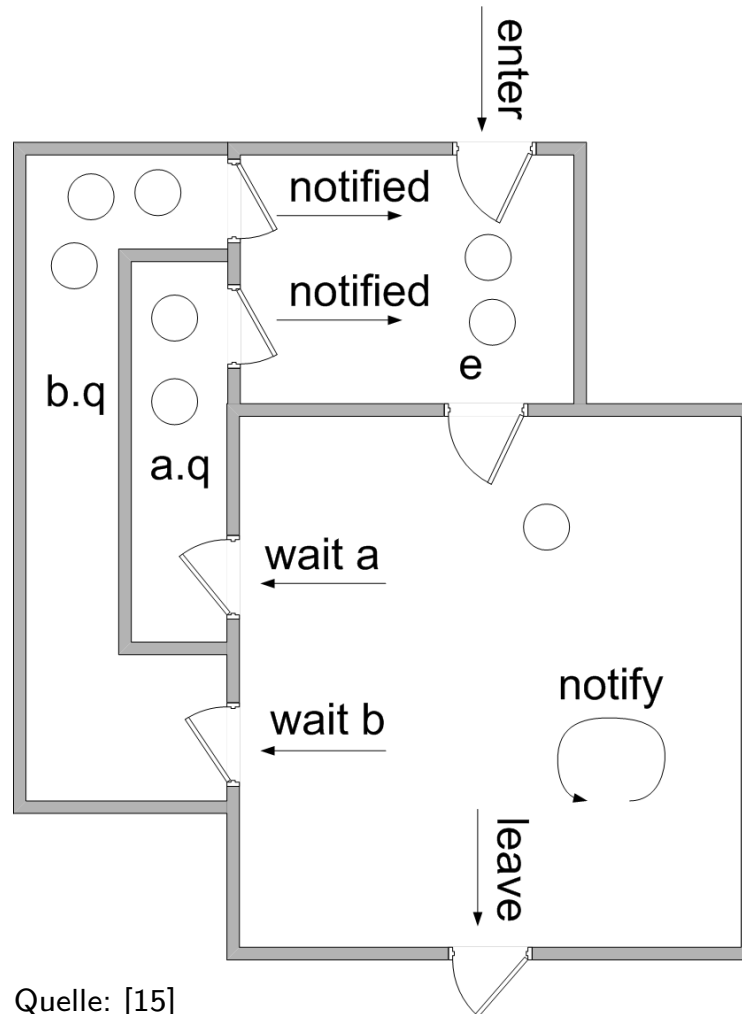 enter
notified
notified
e
b.q
a.q
wait a
notify
wait b
leave
Quelle: [15]